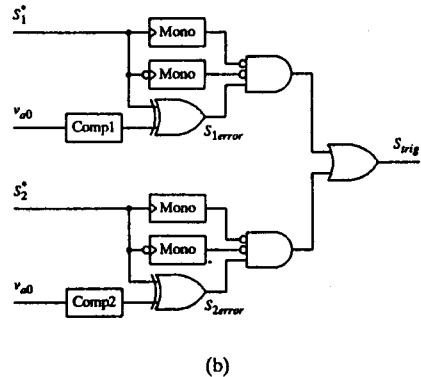 S₁*
Mono
Mono
vₐ₀
Comp1
S₁error
Strig
S₂*
Mono
Mono
vₐ₀
Comp2
S₂error
(b)